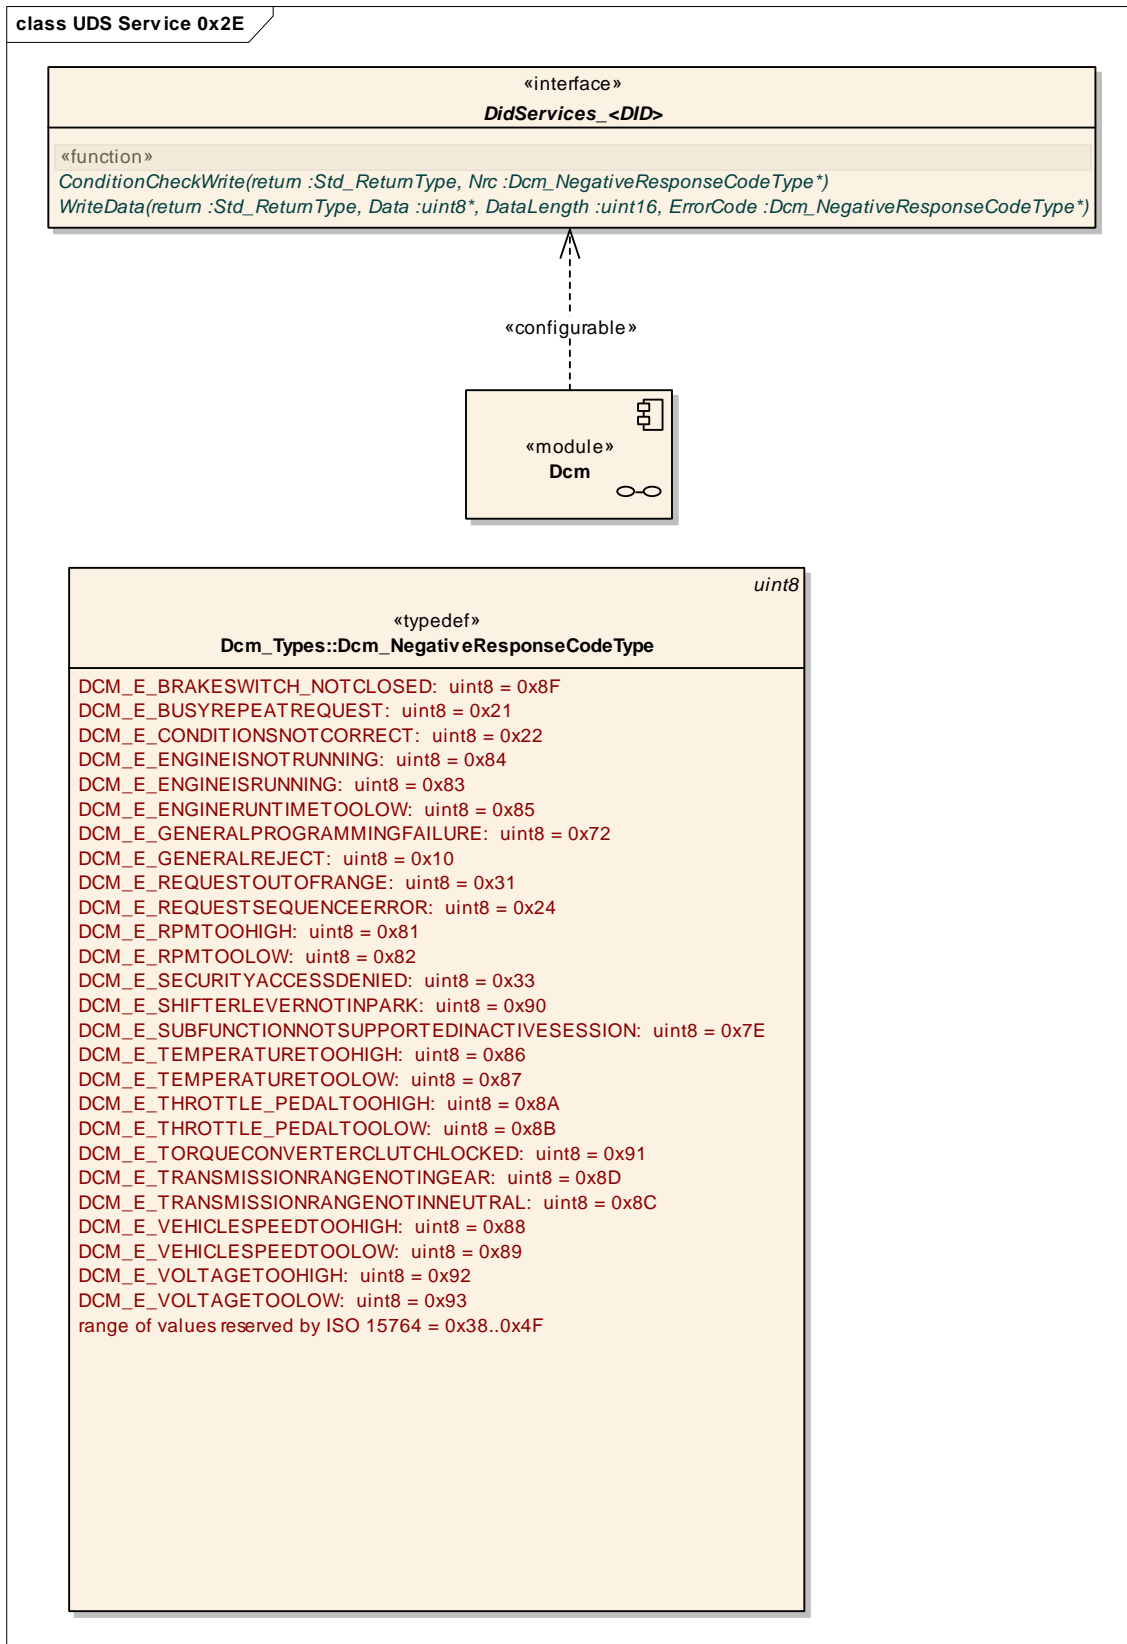 class UDS Service 0x2E
«interface»
DidServices_<DID>
«function»
ConditionCheckWrite(return :Std_ReturnType, Nrc :Dcm_NegativeResponseCodeType*)
WriteData(return :Std_ReturnType, Data :uint8*, DataLength :uint16, ErrorCode :Dcm_NegativeResponseCodeType*)
«configurable»
«module»
Dcm
uint8
«typedef»
Dcm_Types::Dcm_NegativeResponseCodeType
DCM_E_BRAKESWITCH_NOTCLOSED: uint8 = 0x8F
DCM_E_BUSYREPEATREQUEST: uint8 = 0x21
DCM_E_CONDITIONSNOTCORRECT: uint8 = 0x22
DCM_E_ENGINEISNOTRUNNING: uint8 = 0x84
DCM_E_ENGINEISRUNNING: uint8 = 0x83
DCM_E_ENGINERUNTIMETOOLOW: uint8 = 0x85
DCM_E_GENERALPROGRAMMINGFAILURE: uint8 = 0x72
DCM_E_GENERALREJECT: uint8 = 0x10
DCM_E_REQUESTOUTOFRANGE: uint8 = 0x31
DCM_E_REQUESTSEQUENCEERROR: uint8 = 0x24
DCM_E_RPMTOOHIGH: uint8 = 0x81
DCM_E_RPMTOOLOW: uint8 = 0x82
DCM_E_SECURITYACCESSDENIED: uint8 = 0x33
DCM_E_SHIFTERLEVERNOTINPARK: uint8 = 0x90
DCM_E_SUBFUNCTIONNOTSUPPORTEDINACTIVESESSION: uint8 = 0x7E
DCM_E_TEMPERATURETOOHIGH: uint8 = 0x86
DCM_E_TEMPERATURETOOLOW: uint8 = 0x87
DCM_E_THROTTLE_PEDALTOOHIGH: uint8 = 0x8A
DCM_E_THROTTLE_PEDALTOOLOW: uint8 = 0x8B
DCM_E_TORQUECONVERTERCLUTCHLOCKED: uint8 = 0x91
DCM_E_TRANSMISSIONRANGENOTINGEAR: uint8 = 0x8D
DCM_E_TRANSMISSIONRANGENOTINNEUTRAL: uint8 = 0x8C
DCM_E_VEHICLESPEEDTOOHIGH: uint8 = 0x88
DCM_E_VEHICLESPEEDTOOLOW: uint8 = 0x89
DCM_E_VOLTAGETOOHIGH: uint8 = 0x92
DCM_E_VOLTAGETOOLOW: uint8 = 0x93
range of values reserved by ISO 15764 = 0x38..0x4F